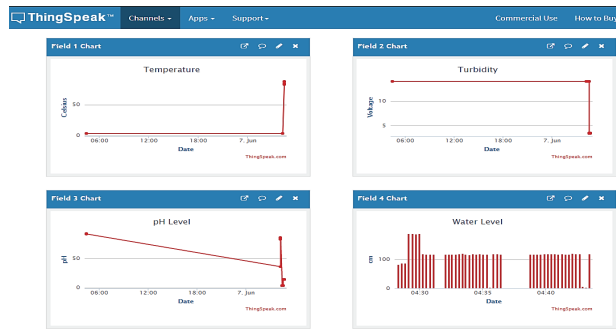 ThingSpeak™ Channels Apps Support Commercial Use How to Buy
Field 1 Chart
Temperature
Celsius
50
0
06:00 12:00 18:00 7. Jun
Date
ThingSpeak.com
Field 2 Chart
Turbidity
Voltage
10
5
06:00 12:00 18:00 7. Jun
Date
ThingSpeak.com
Field 3 Chart
pH Level
pH
50
0
06:00 12:00 18:00 7. Jun
Date
ThingSpeak.com
Field 4 Chart
Water Level
cm
100
0
04:30 04:35 04:40
Date
ThingSpeak.com